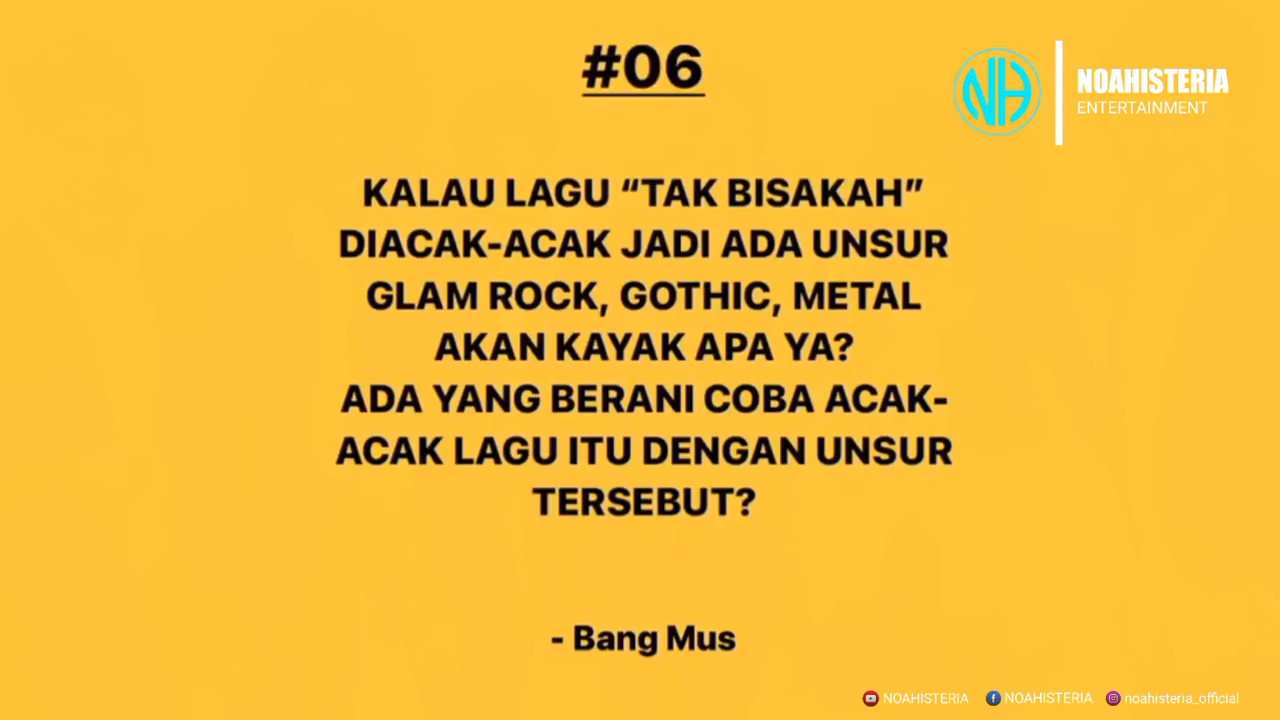 #06
NOAHISTERIA
ENTERTAINMENT
KALAU LAGU “TAK BISAKAH”
DIACAK-ACAK JADI ADA UNSUR
GLAM ROCK, GOTHIC, METAL
AKAN KAYAK APA YA?
ADA YANG BERANI COBA ACAK-
ACAK LAGU ITU DENGAN UNSUR
TERSEBUT?
- Bang Mus
NOAHISTERIA NOAHISTERIA noahisteria_official